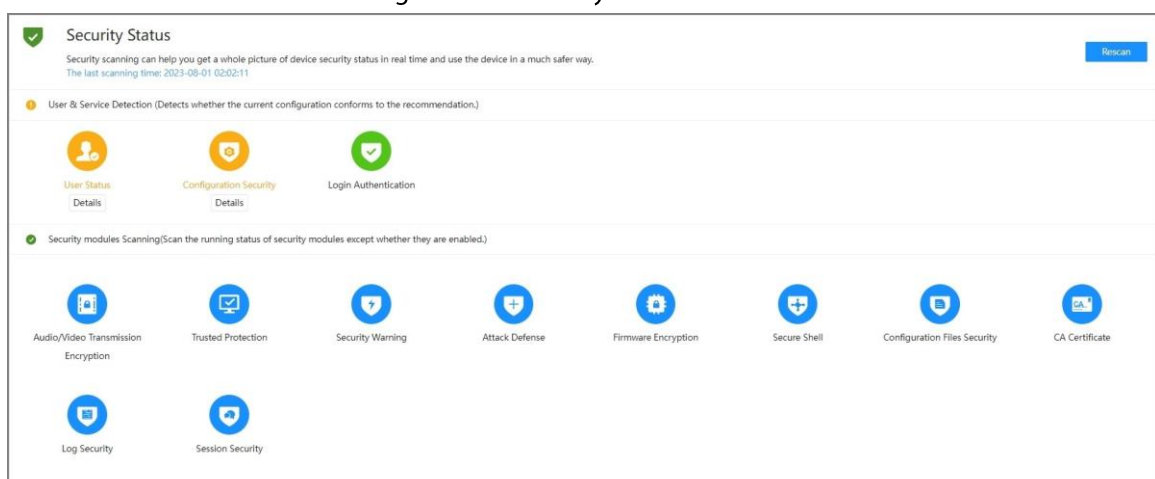 Security Status
Security scanning can help you get a whole picture of device security status in real time and use the device in a much safer way.
The last scanning time: 2023-08-01 02:02:11
Rescan
User & Service Detection (Detects whether the current configuration conforms to the recommendation.)
User Status
Configuration Security
Login Authentication
Details
Details
Security modules Scanning(Scan the running status of security modules except whether they are enabled.)
Audio/Video Transmission
Encryption
Trusted Protection
Security Warning
Attack Defense
Firmware Encryption
Secure Shell
Configuration Files Security
CA
CA Certificate
Log Security
Session Security